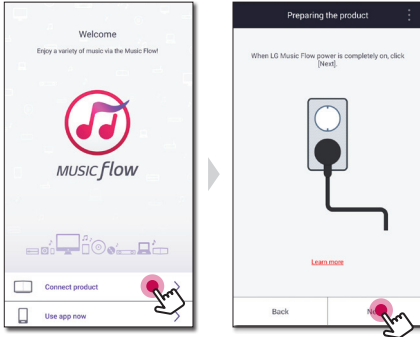 Welcome
Enjoy a variety of music via the Music Flow!
MUSIC flow
Connect product
Use app now
Preparing the product
When LG Music Flow power is completely on, click
[Next].
Learn more
Back